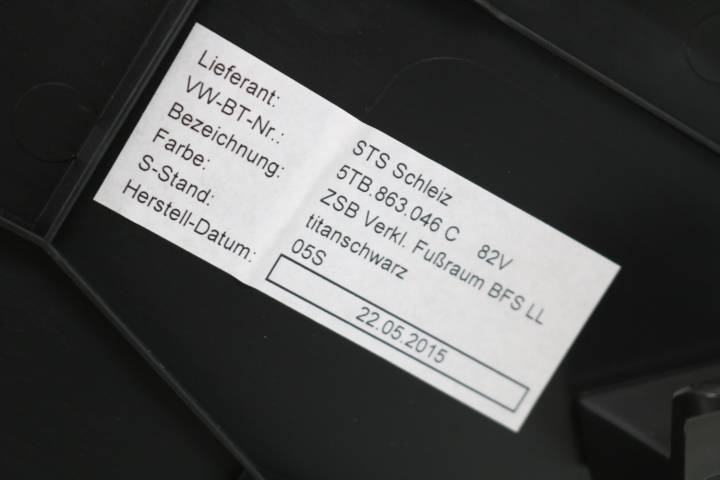 Lieferant: STS Schleiz
VW-BT-Nr.: 5TB.863.046 C 82V
Bezeichnung: ZSB Verkl. Fußraum BFS LL
Farbe: titanschwarz
S-Stand: 05S
Herstell-Datum: 22.05.2015